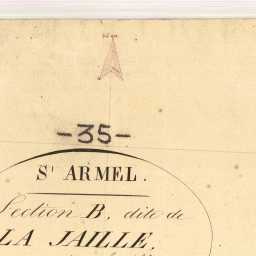 -35-
St ARMEL.
Section B, dite de
LA JAILLE,